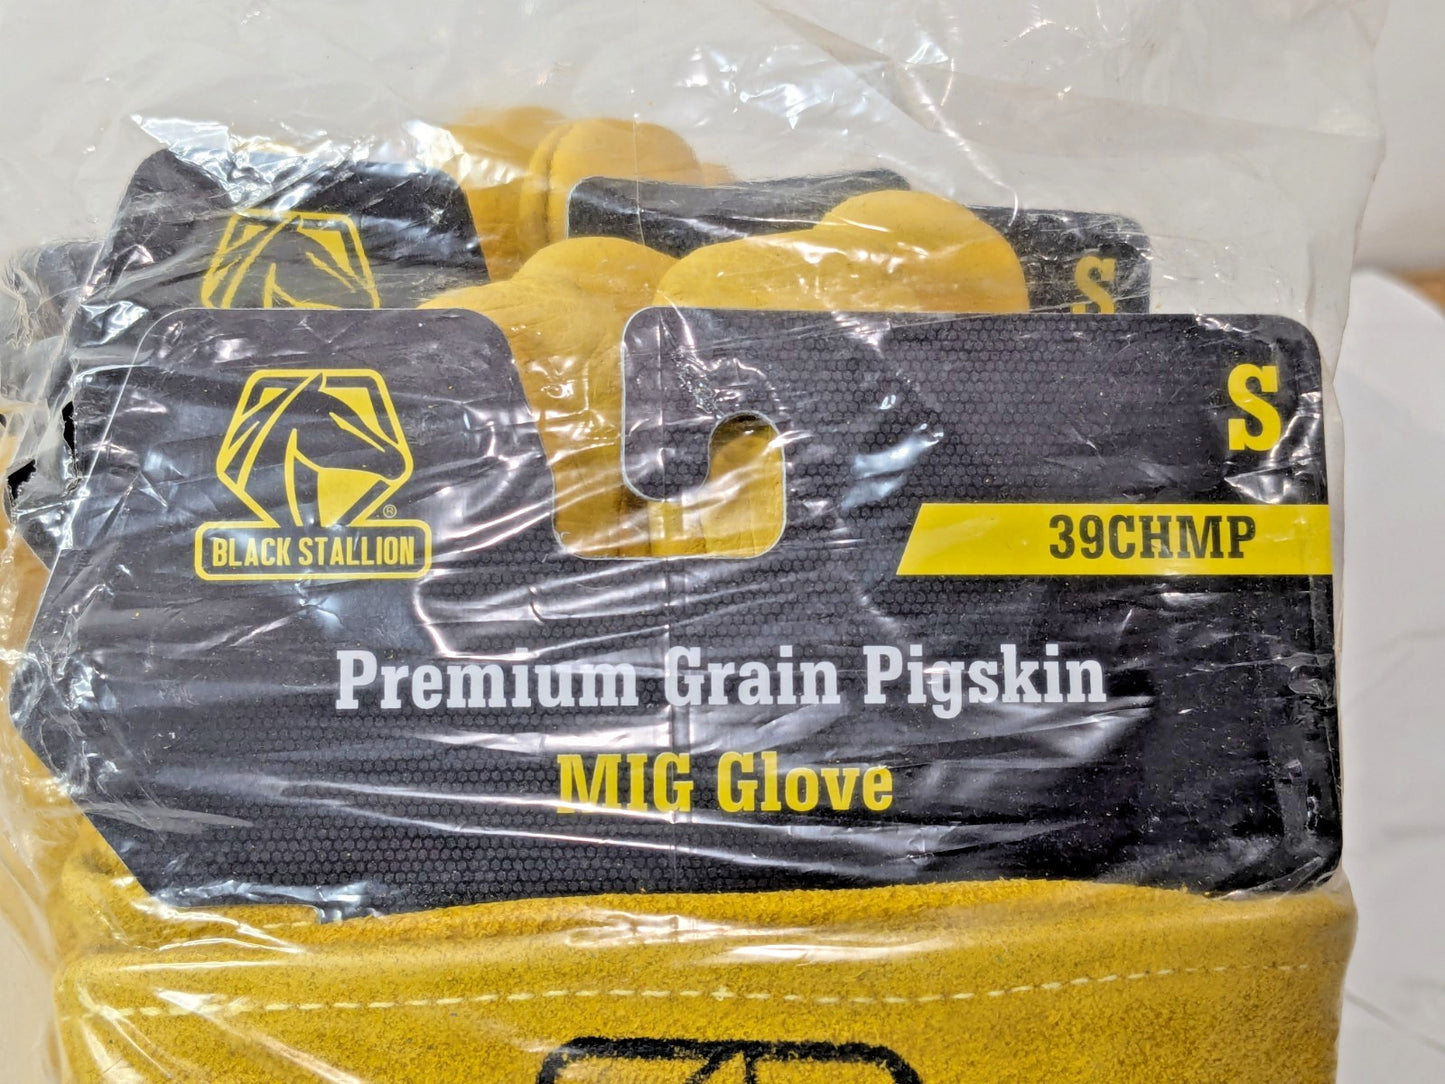 S
S
39CHMP
®
BLACK STALLION
Premium Grain Pigskin
MIG Glove